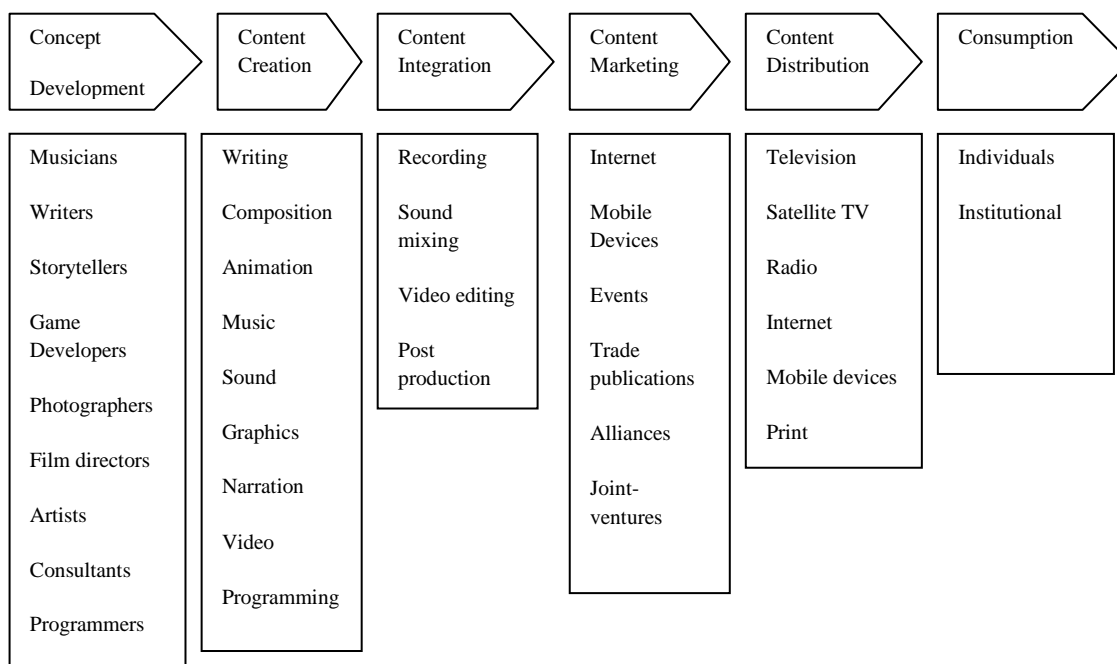 Concept
Development
Content
Creation
Content
Integration
Content
Marketing
Content
Distribution
Consumption
Musicians
Writers
Storytellers
Game
Developers
Photographers
Film directors
Artists
Consultants
Programmers
Writing
Composition
Animation
Music
Sound
Graphics
Narration
Video
Programming
Recording
Sound
mixing
Video editing
Post
production
Internet
Mobile
Devices
Events
Trade
publications
Alliances
Joint-
ventures
Television
Satellite TV
Radio
Internet
Mobile devices
Print
Individuals
Institutional